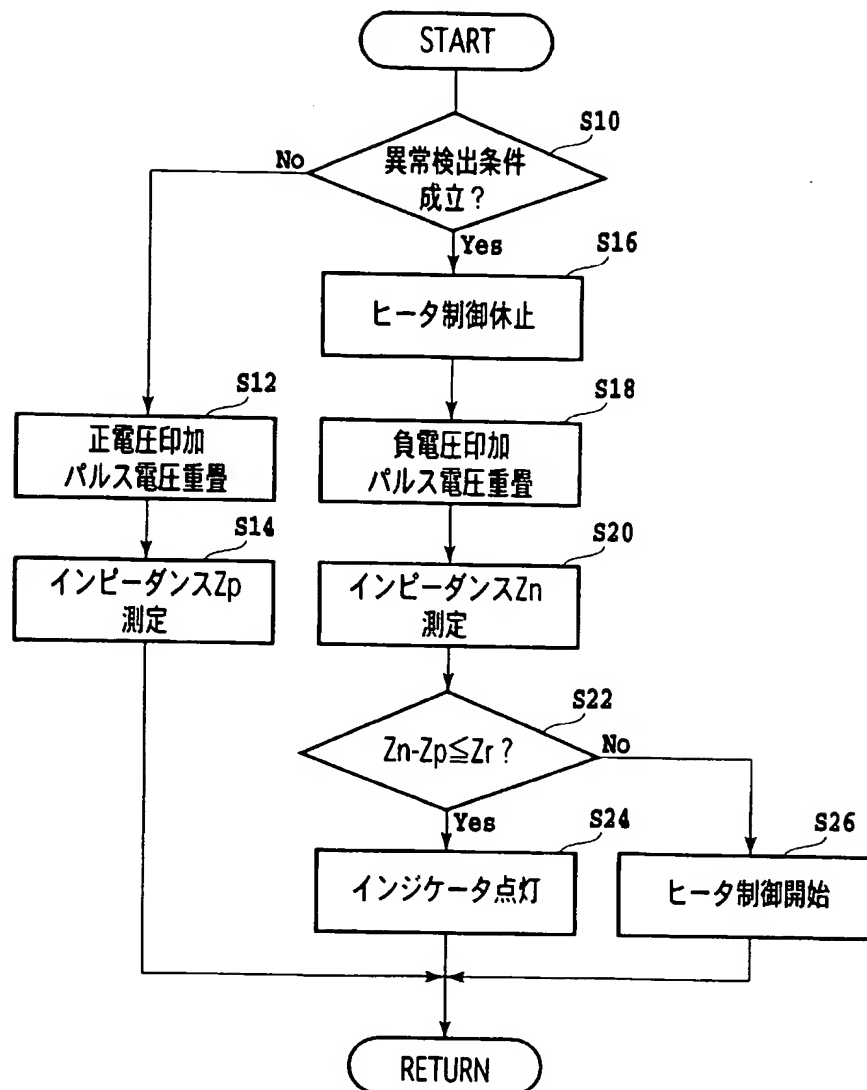 START
S10
異常検出条件
成立？
No
Yes
S16
ヒータ制御休止
S12
正電圧印加
パルス電圧重畳
S18
負電圧印加
パルス電圧重畳
S14
インピーダンスZp
測定
S20
インピーダンスZn
測定
S22
Zn-Zp≦Zr？
No
Yes
S24
インジケータ点灯
S26
ヒータ制御開始
RETURN